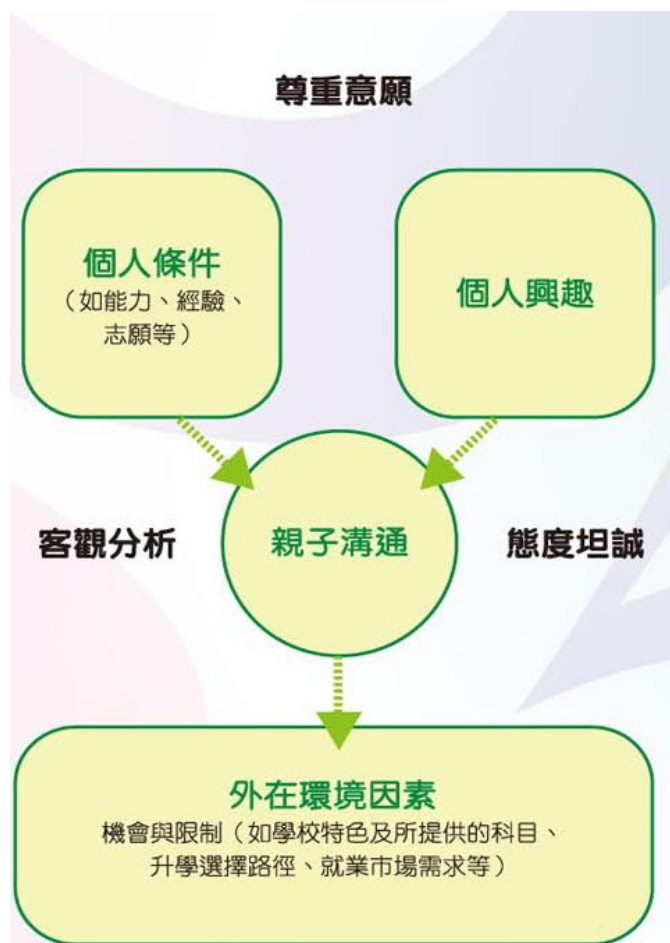 尊重意願
個人條件
（如能力、經驗、
志願等）
個人興趣
客觀分析
親子溝通
態度坦誠
外在環境因素
機會與限制（如學校特色及所提供的科目、
升學選擇路徑、就業市場需求等）